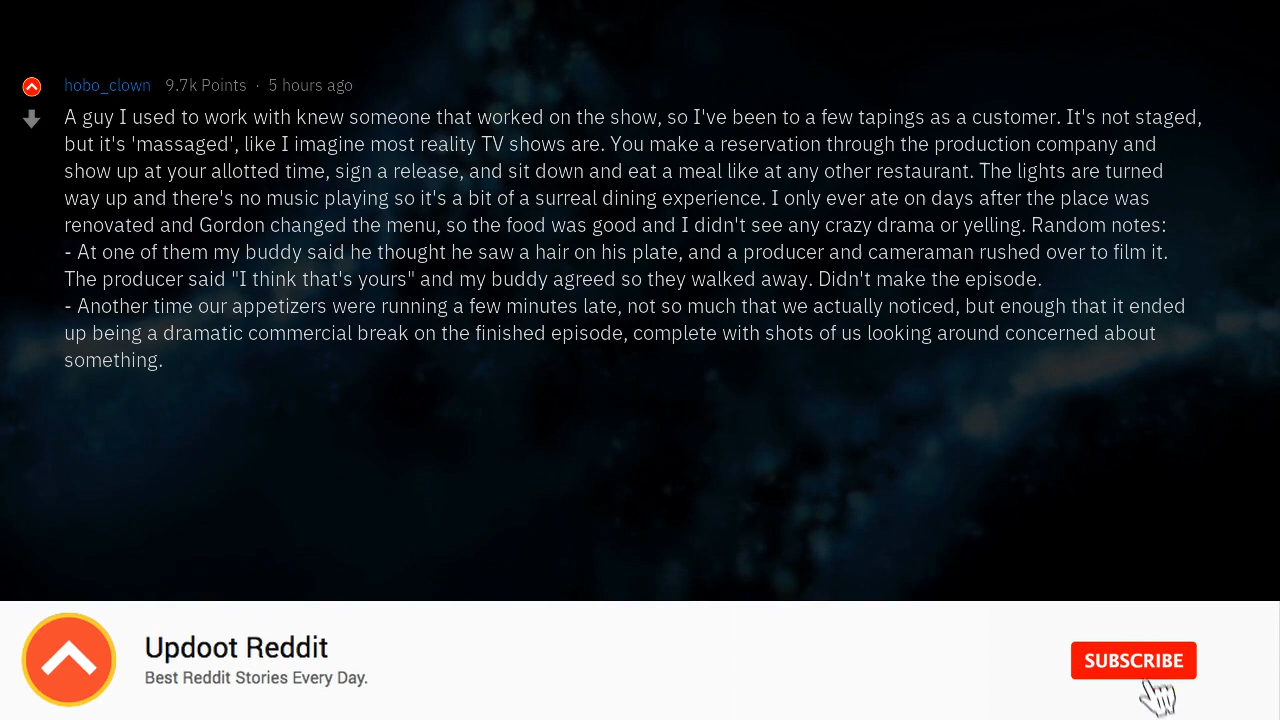 hobo_clown 9.7k Points · 5 hours ago
A guy I used to work with knew someone that worked on the show, so I've been to a few tapings as a customer. It's not staged,
but it's 'massaged', like I imagine most reality TV shows are. You make a reservation through the production company and
show up at your allotted time, sign a release, and sit down and eat a meal like at any other restaurant. The lights are turned
way up and there's no music playing so it's a bit of a surreal dining experience. I only ever ate on days after the place was
renovated and Gordon changed the menu, so the food was good and I didn't see any crazy drama or yelling. Random notes:
- At one of them my buddy said he thought he saw a hair on his plate, and a producer and cameraman rushed over to film it.
The producer said "I think that's yours" and my buddy agreed so they walked away. Didn't make the episode.
- Another time our appetizers were running a few minutes late, not so much that we actually noticed, but enough that it ended
up being a dramatic commercial break on the finished episode, complete with shots of us looking around concerned about
something.
Updoot Reddit
Best Reddit Stories Every Day.
SUBSCRIBE